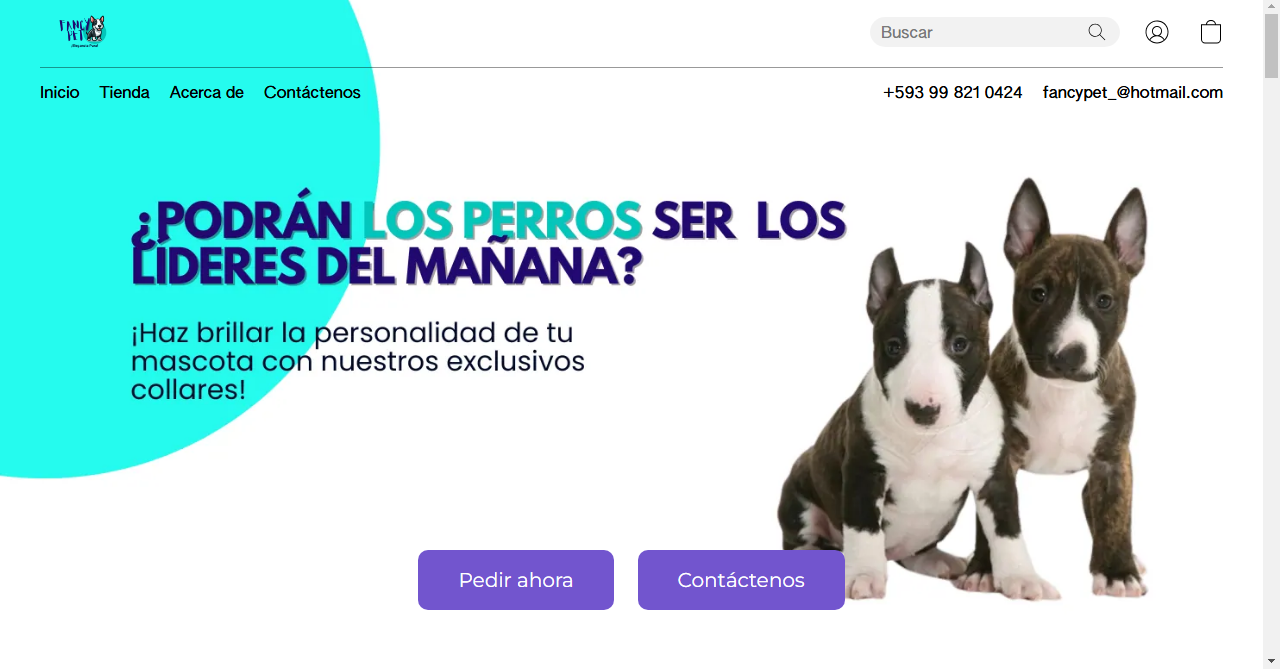 FANCY
PET
Buscar
Inicio
Tienda
Acerca de
Contáctenos
+593 99 821 0424
fancypet_@hotmail.com
¿PODRÁN LOS PERROS SER LOS
LÍDERES DEL MAÑANA?
¡Haz brillar la personalidad de tu
mascota con nuestros exclusivos
collares!
Pedir ahora
Contáctenos